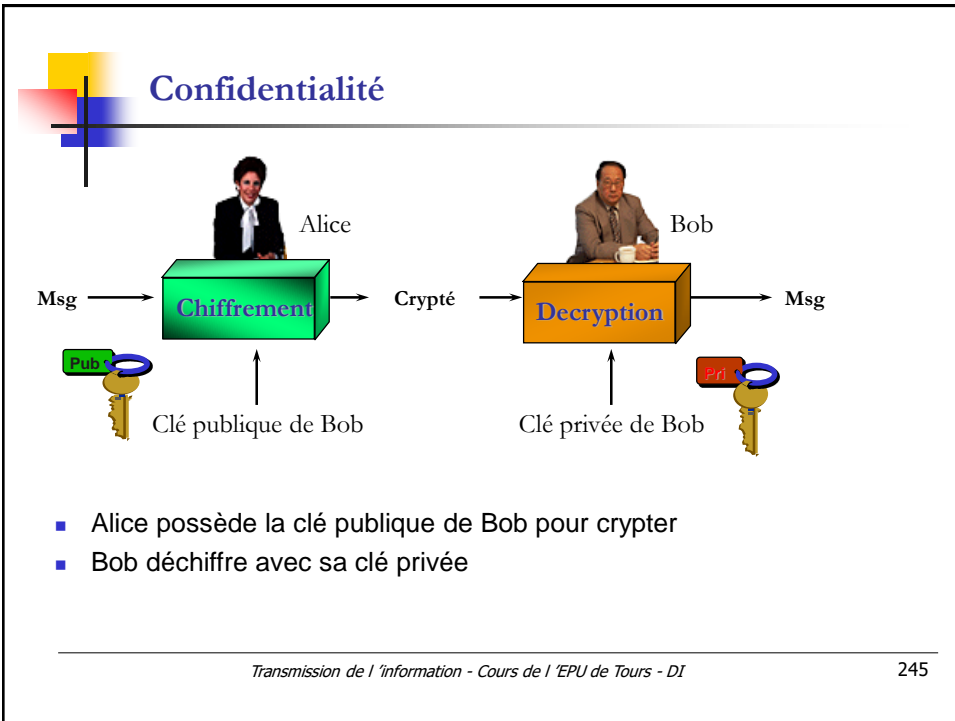 Confidentialité
Alice
Bob
Msg
Chiffrement
Crypté
Decryption
Msg
Pub
Pri
Clé publique de Bob
Clé privée de Bob
Alice possède la clé publique de Bob pour crypter
Bob déchiffre avec sa clé privée
Transmission de l ’information - Cours de l ’EPU de Tours - DI
245